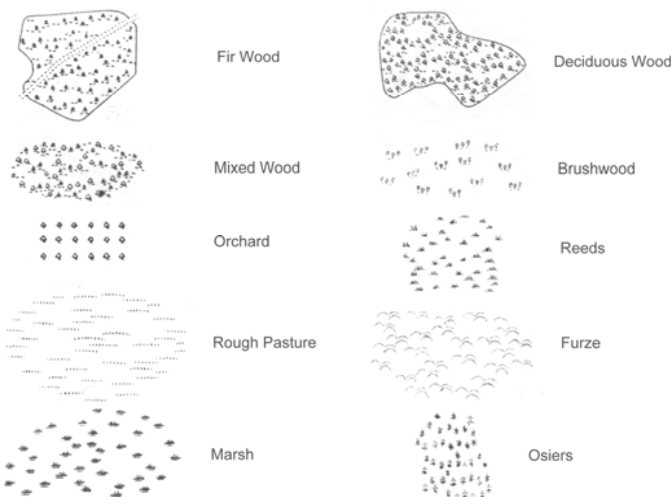 Fir Wood
Deciduous Wood
Mixed Wood
Brushwood
Orchard
Reeds
Rough Pasture
Furze
Marsh
Osiers